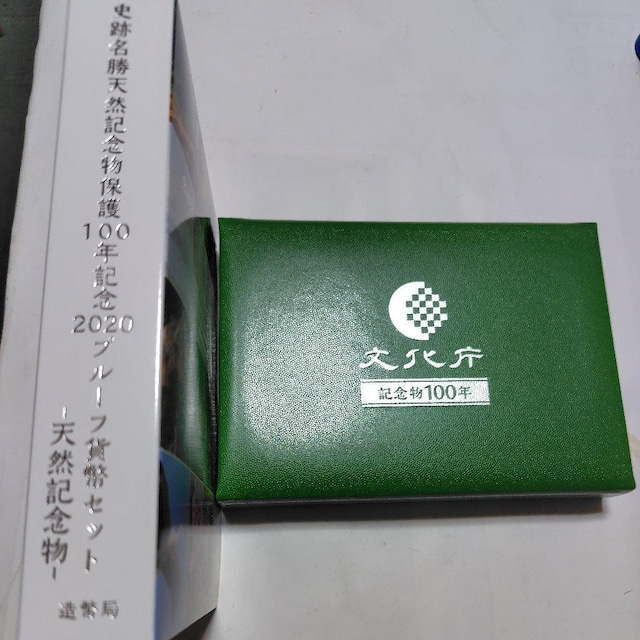 史跡名勝天然記念物保護100年記念
2020プルーフ貨幣セット
-天然記念物-
造幣局
文化庁
記念物100年